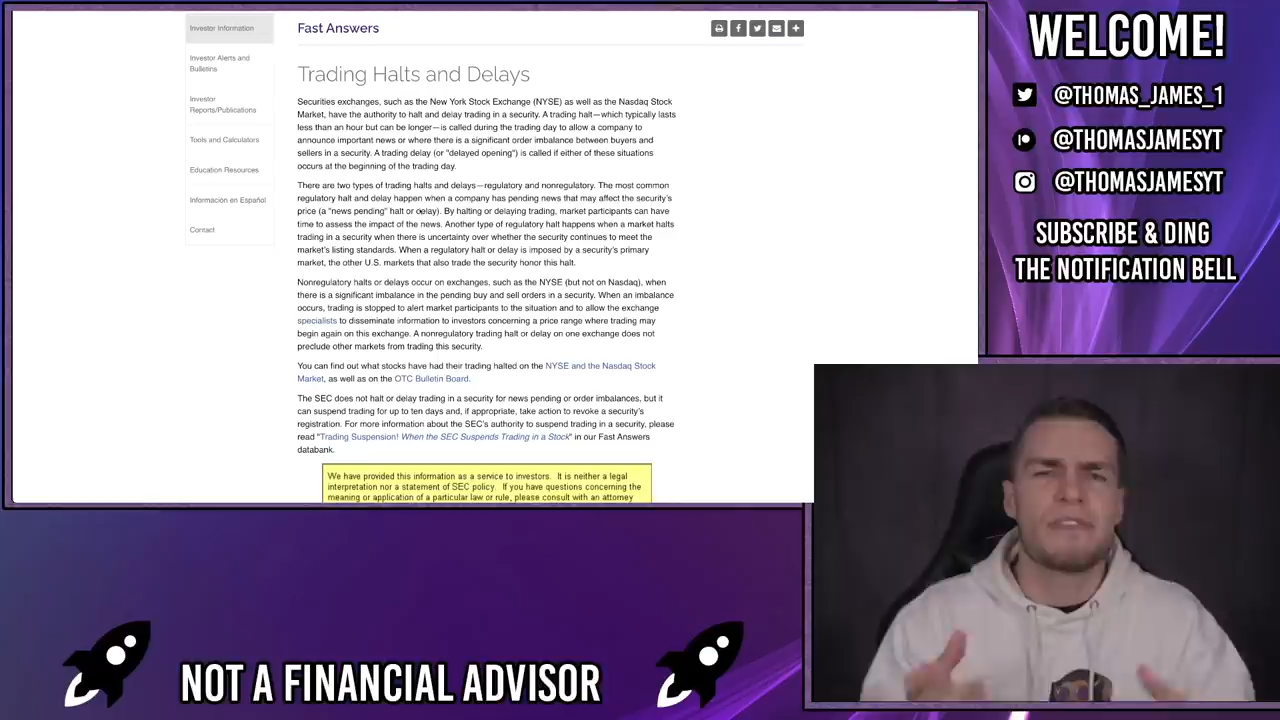 Investor Information
Investor Alerts and
Bulletins
Investor
Reports/Publications
Tools and Calculators
Education Resources
Información en Español
Contact
Fast Answers
Trading Halts and Delays
Securities exchanges, such as the New York Stock Exchange (NYSE) as well as the Nasdaq Stock
Market, have the authority to halt and delay trading in a security. A trading halt—which typically lasts
less than an hour but can be longer—is called during the trading day to allow a company to
announce important news or where there is a significant order imbalance between buyers and
sellers in a security. A trading delay (or "delayed opening") is called if either of these situations
occurs at the beginning of the trading day.
There are two types of trading halts and delays—regulatory and nonregulatory. The most common
regulatory halt and delay happen when a company has pending news that may affect the security's
price (a "news pending" halt or delay). By halting or delaying trading, market participants can have
time to assess the impact of the news. Another type of regulatory halt happens when a market halts
trading in a security when there is uncertainty over whether the security continues to meet the
market's listing standards. When a regulatory halt or delay is imposed by a security's primary
market, the other U.S. markets that also trade the security honor this halt.
Nonregulatory halts or delays occur on exchanges, such as the NYSE (but not on Nasdaq), when
there is a significant imbalance in the pending buy and sell orders in a security. When an imbalance
occurs, trading is stopped to alert market participants to the situation and to allow the exchange
specialists to disseminate information to investors concerning a price range where trading may
begin again on this exchange. A nonregulatory trading halt or delay on one exchange does not
preclude other markets from trading this security.
You can find out what stocks have had their trading halted on the NYSE and the Nasdaq Stock
Market, as well as on the OTC Bulletin Board.
The SEC does not halt or delay trading in a security for news pending or order imbalances, but it
can suspend trading for up to ten days and, if appropriate, take action to revoke a security's
registration. For more information about the SEC's authority to suspend trading in a security, please
read "Trading Suspension! When the SEC Suspends Trading in a Stock" in our Fast Answers
databank.
We have provided this information as a service to investors. It is neither a legal
interpretation nor a statement of SEC policy. If you have questions concerning the
meaning or application of a particular law or rule, please consult with an attorney
WELCOME!
@THOMAS_JAMES_1
@THOMASJAMESYT
@THOMASJAMESYT
SUBSCRIBE & DING
THE NOTIFICATION BELL
NOT A FINANCIAL ADVISOR